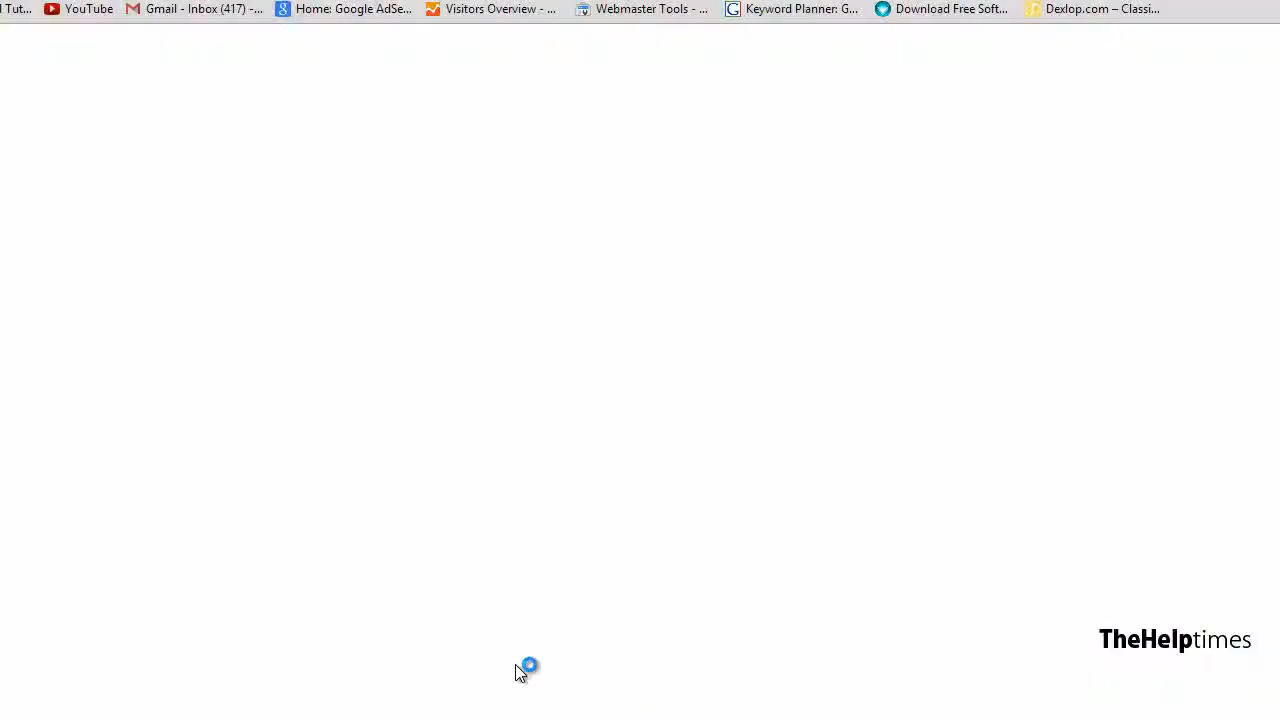 l Tut... YouTube Gmail - Inbox (417) -... Home: Google AdSe... Visitors Overview - ... Webmaster Tools - ... Keyword Planner: G... Download Free Soft... Dexlop.com – Classi...
TheHelptimes